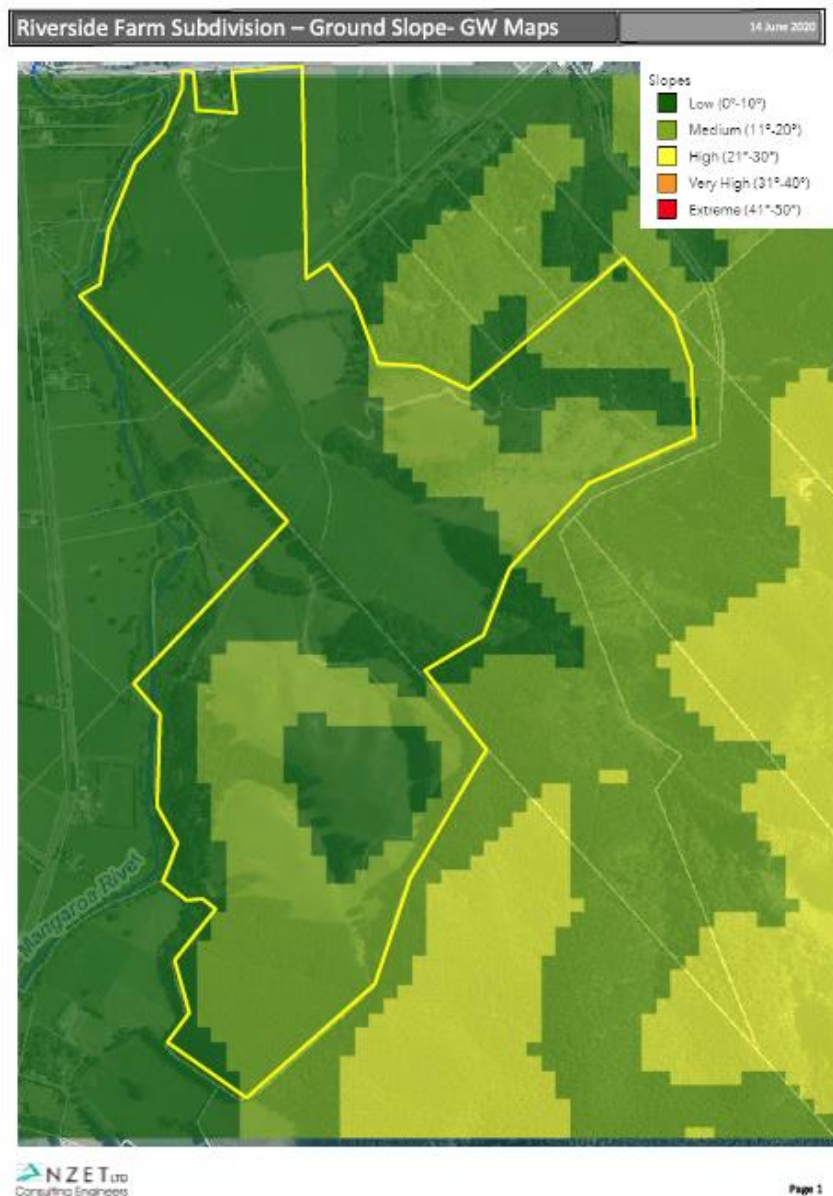 Riverside Farm Subdivision – Ground Slope- GW Maps
14 June 2020
Slopes
Low (0°-10°)
Medium (11°-20°)
High (21°-30°)
Very High (31°-40°)
Extreme (41°-50°)
Mangaroa River
NZET LTD
Consulting Engineers
Page 1